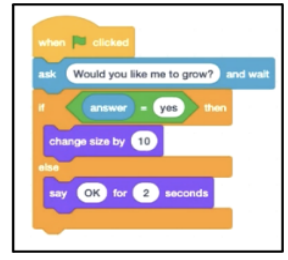 when clicked
ask Would you like me to grow? and wait
if answer = yes then
change size by 10
else
say OK for 2 seconds